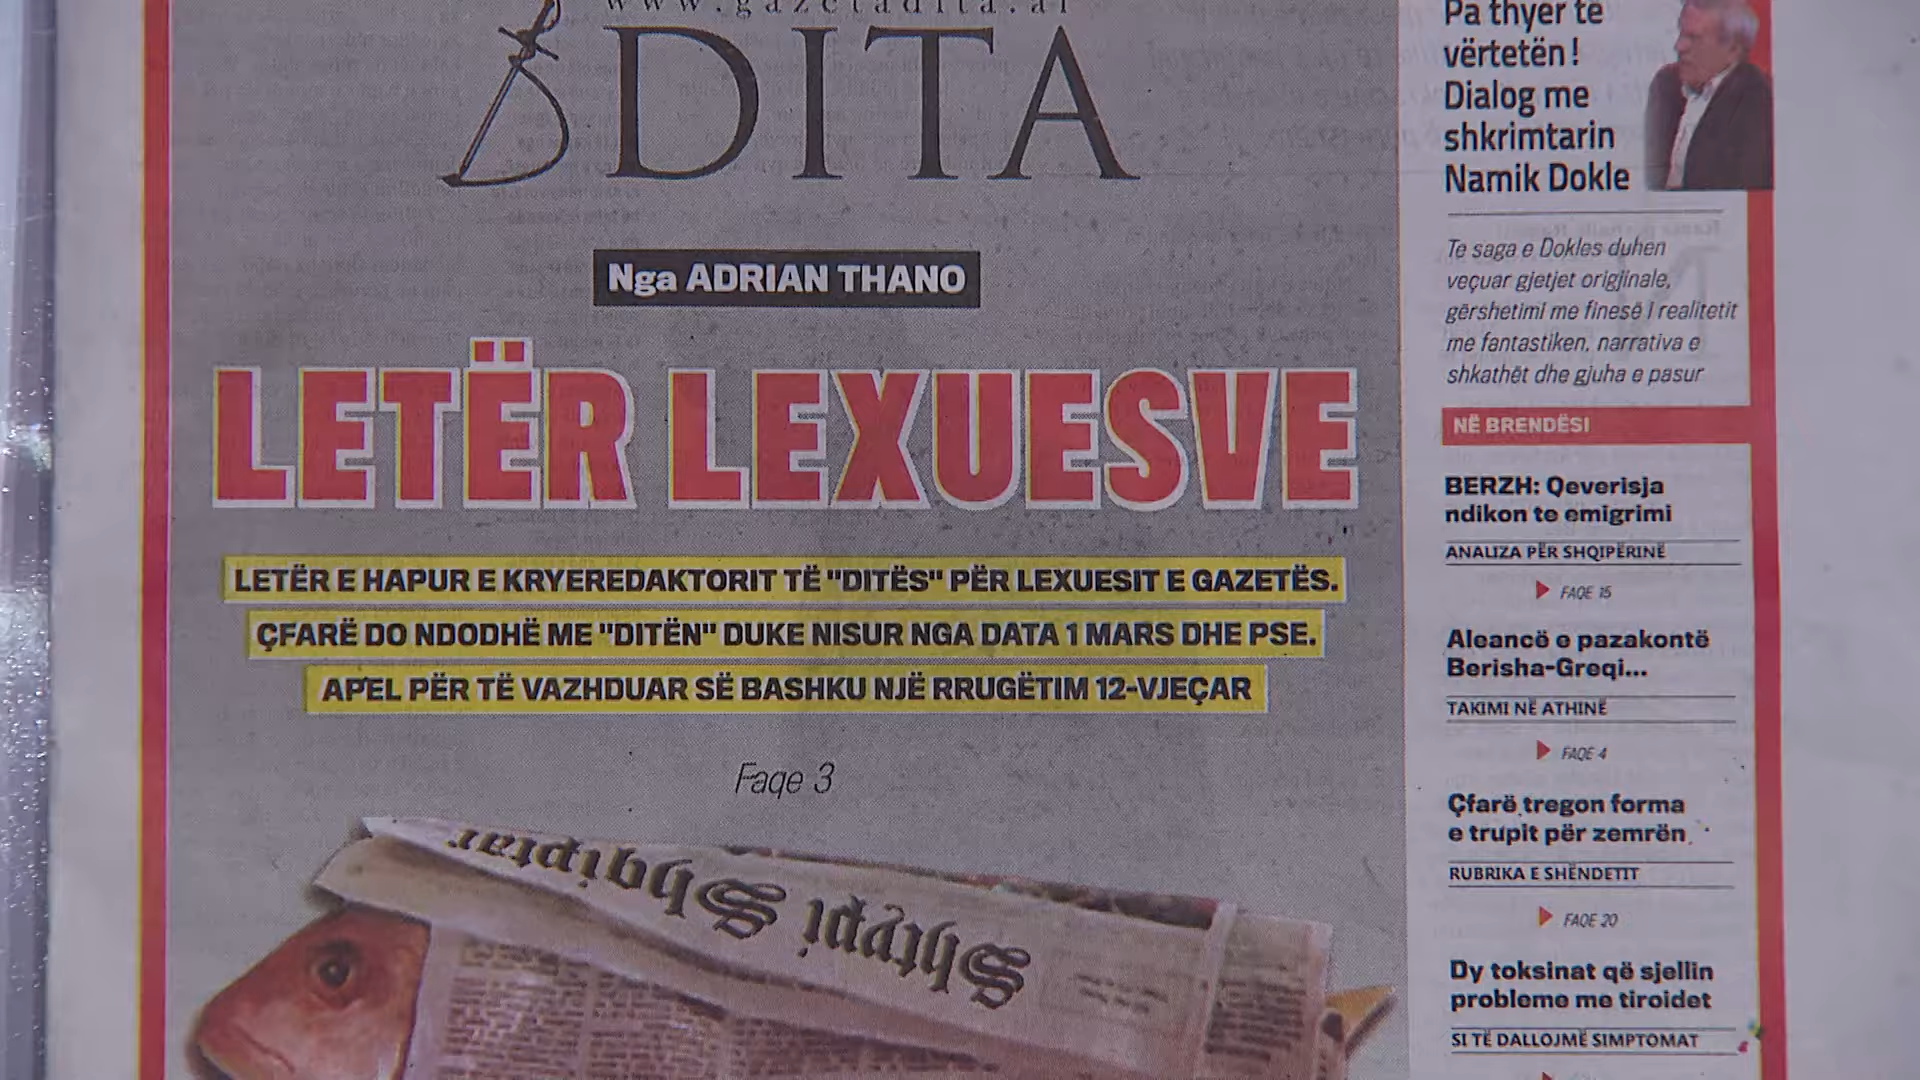 www.gazetadita.al
DITA
Nga ADRIAN THANO
LETËR LEXUESVE
LETËR E HAPUR E KRYEREDAKTORIT TË "DITËS" PËR LEXUESIT E GAZETËS.
ÇFARË DO NDODHË ME "DITËN" DUKE NISUR NGA DATA 1 MARS DHE PSE.
APEL PËR TË VAZHDUAR SË BASHKU NJË RRUGËTIM 12-VJEÇAR
Faqe 3
Shtypi Shqiptar
Pa thyer të
vërtetën!
Dialog me
shkrimtarin
Namik Dokle
Te saga e Dokles duhen
veçuar gjetjet origjinale,
gërshetimi me finesë i realitetit
me fantastiken, narrativa e
shkathët dhe gjuha e pasur
NË BRENDËSI
BERZH: Qeverisja
ndikon te emigrimi
ANALIZA PËR SHQIPËRINË
FAQE 15
Aleancë e pazakontë
Berisha-Greqi...
TAKIMI NË ATHINË
FAQE 4
Çfarë tregon forma
e trupit për zemrën
RUBRIKA E SHËNDETIT
FAQE 20
Dy toksinat që sjellin
probleme me tiroidet
SI TË DALLOJMË SIMPTOMAT